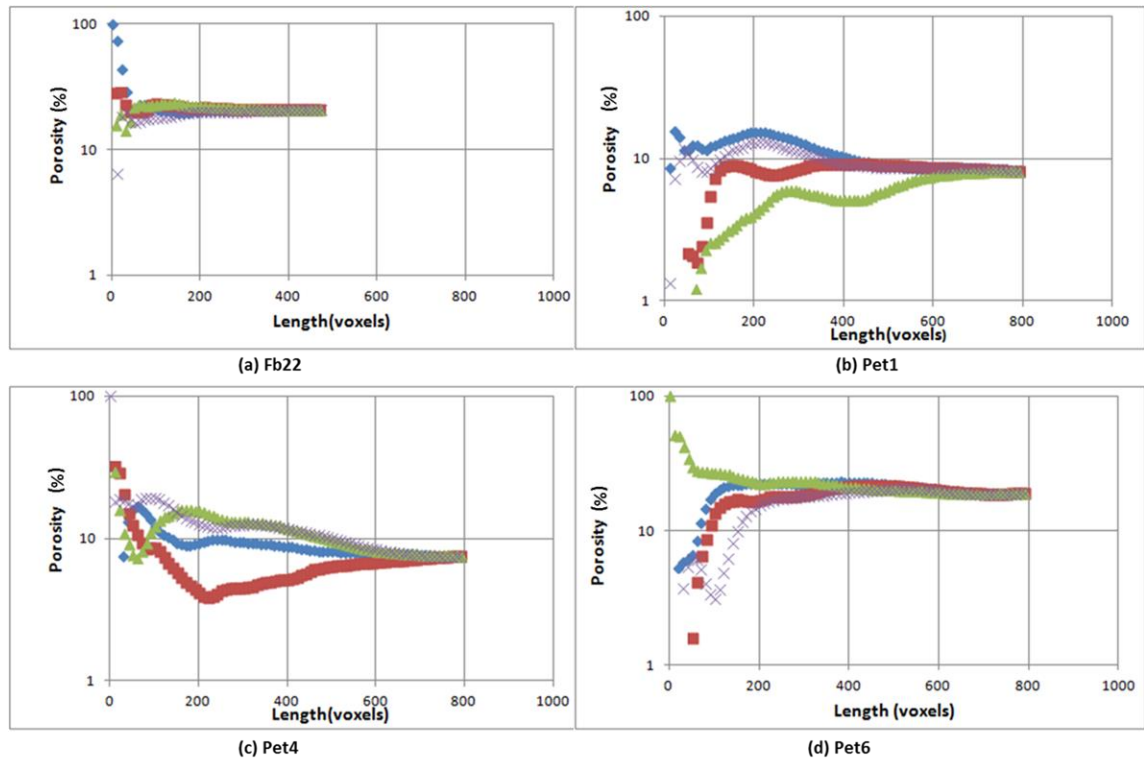 100
10
1
Porosity (%)
0 200 400 600 800 1000
Length(voxels)
(a) Fb22
100
10
1
Porosity (%)
0 200 400 600 800 1000
Length(voxels)
(b) Pet1
100
10
1
Porosity (%)
0 200 400 600 800 1000
Length(voxels)
(c) Pet4
100
10
1
Porosity (%)
0 200 400 600 800 1000
Length (voxels)
(d) Pet6